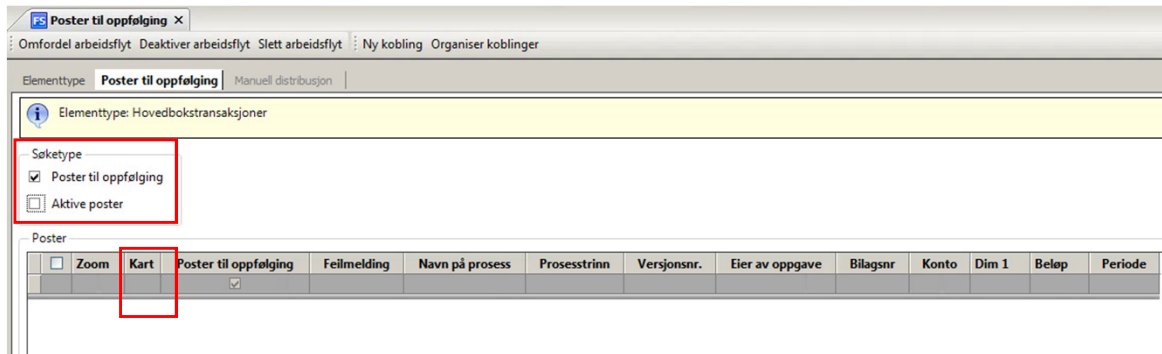 FS Poster til oppfølging ×
Omfordel arbeidsflyt Deaktiver arbeidsflyt Slett arbeidsflyt Ny kobling Organiser koblinger
Elementtype Poster til oppfølging Manuell distribusjon
i Elementtype: Hovedbokstransaksjoner
Søketype
Poster til oppfølging
Aktive poster
Poster
Zoom Kart Poster til oppfølging Feilmelding Navn på prosess Prosesstrinn Versjonsnr. Eier av oppgave Bilagsnr Konto Dim 1 Beløp Periode